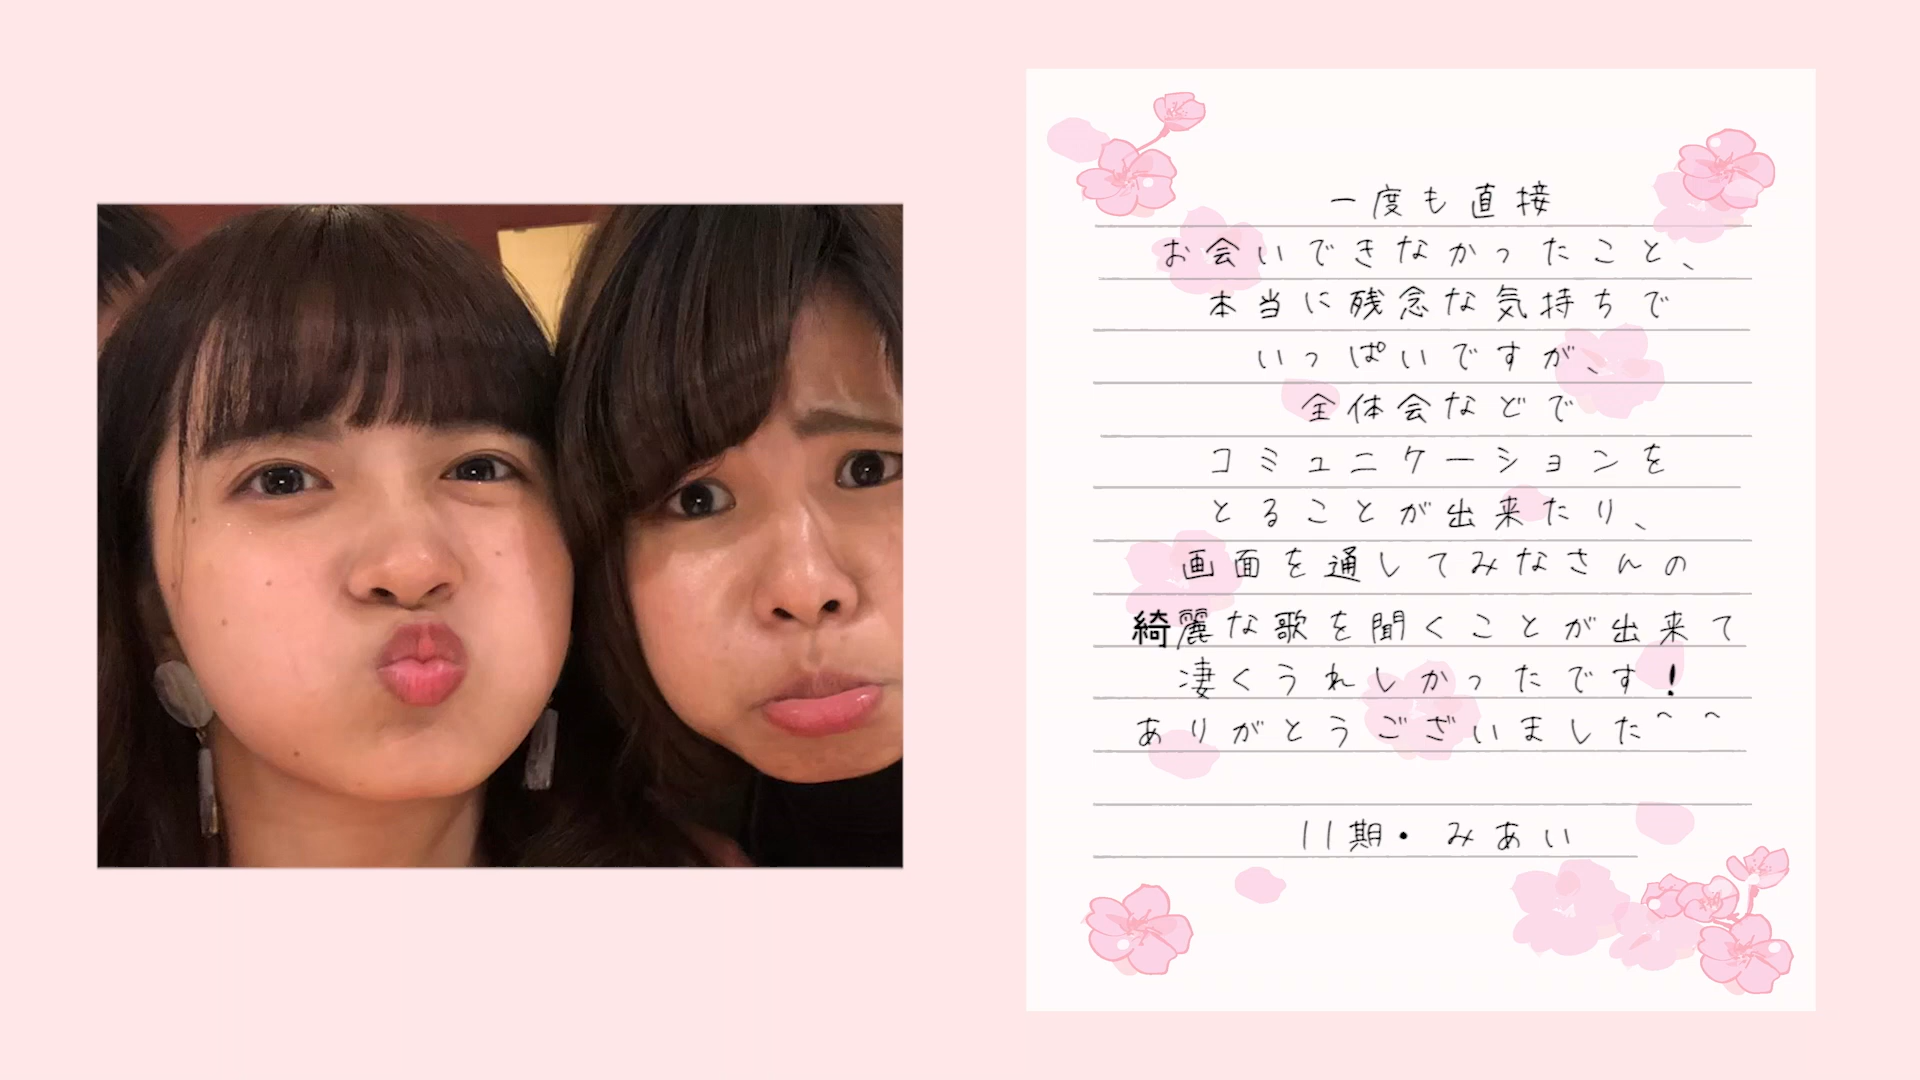 一度も直接
お会いできなかったこと、
本当に残念な気持ちで
いっぱいですが、
全体会などで
コミュニケーションを
とることが出来たり、
画面を通してみなさんの
綺麗な歌を聞くことが出来て
凄くうれしかったです!
ありがとうございました^ ^
11期・みあい